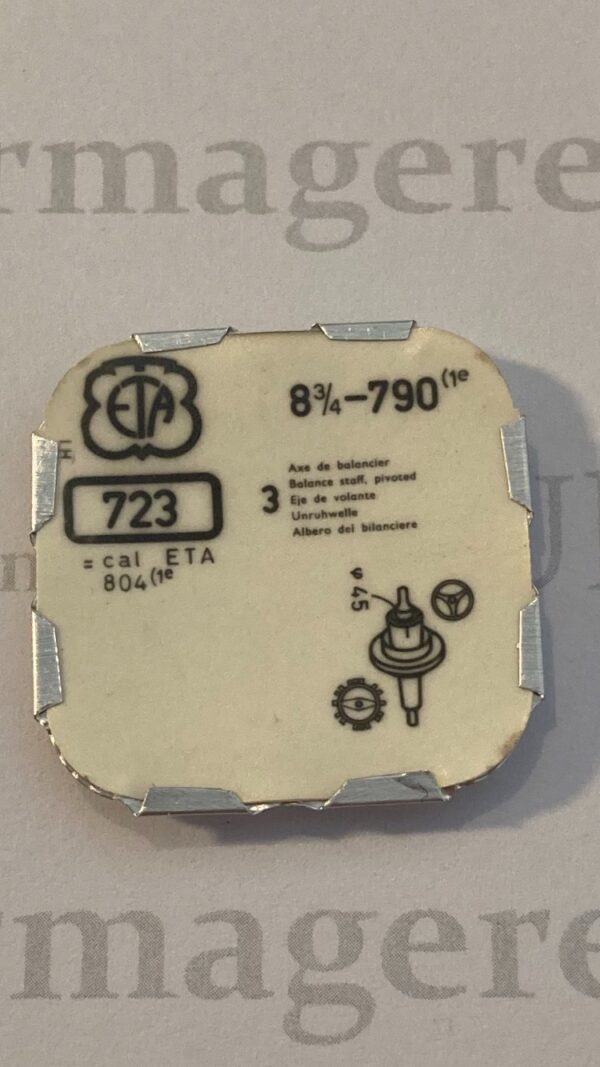 rmagere
ETA
8¾–790(1e
723
3
Axe de balancier
Balance staff, pivoted
Eje de volante
Unruhwelle
Albero del bilanciere
= cal ETA
804(1e
φ 45
rmagere